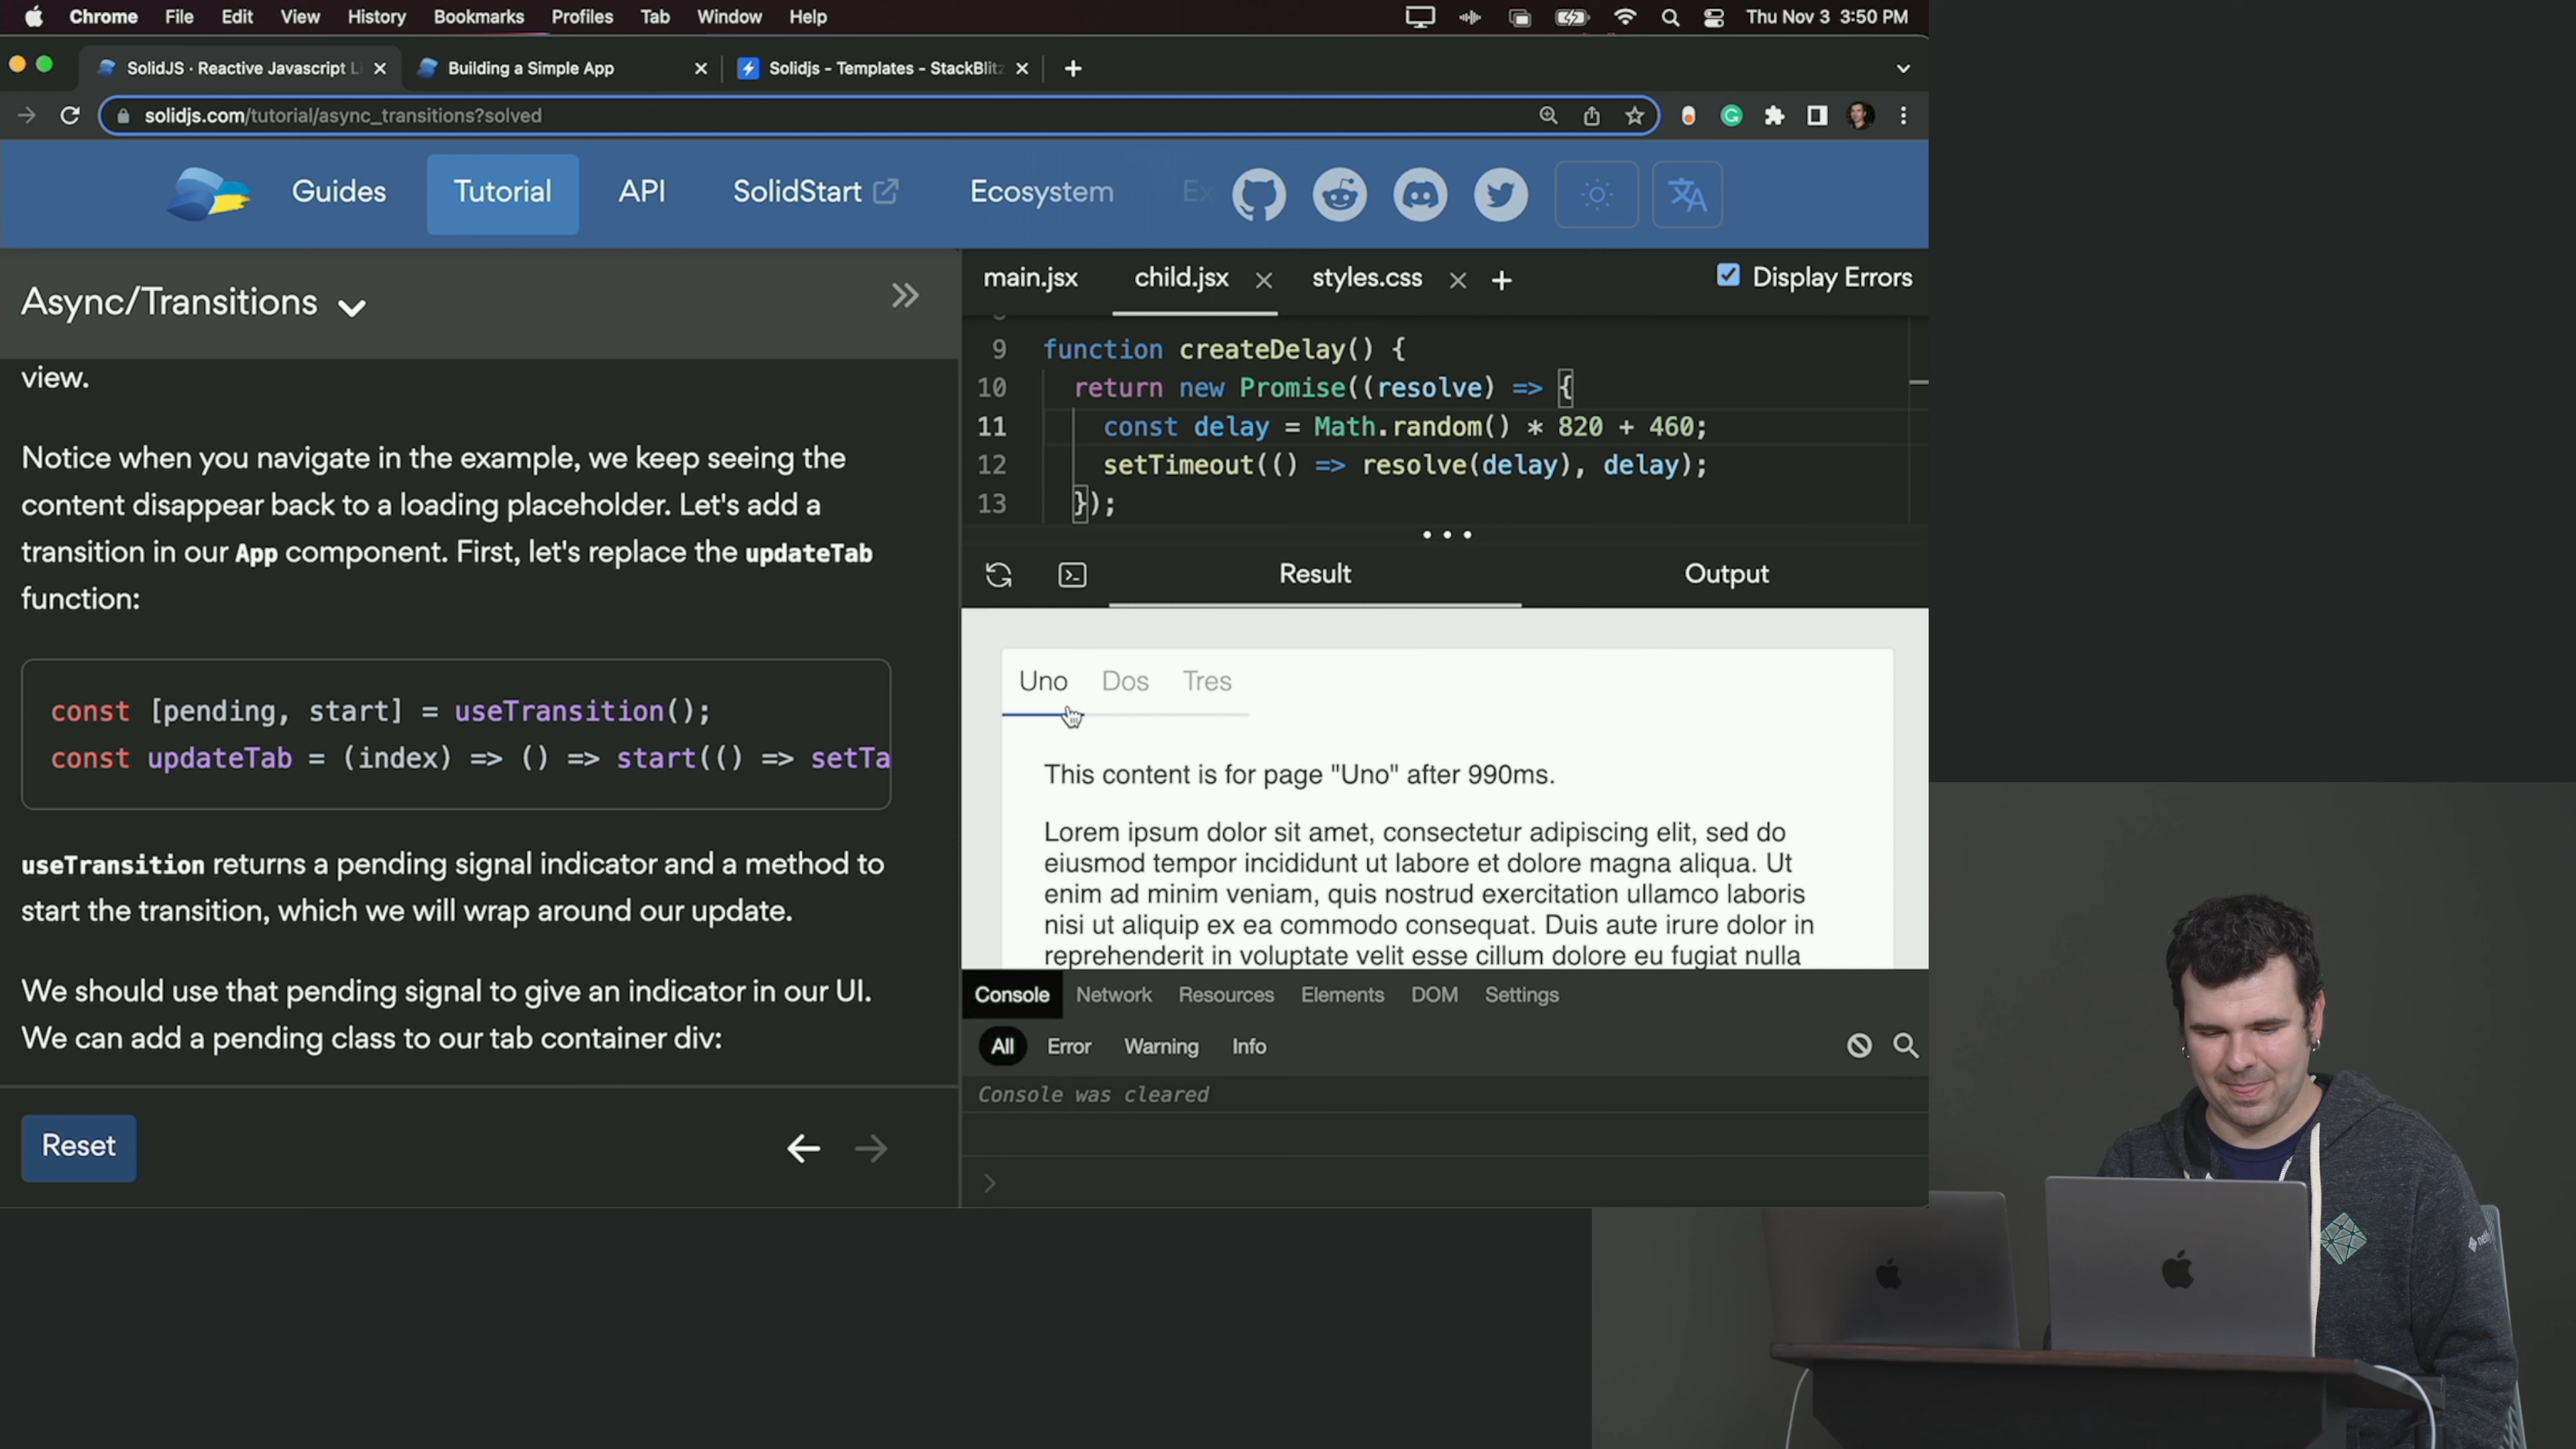 Chrome File Edit View History Bookmarks Profiles Tab Window Help Thu Nov 3 3:50 PM
SolidJS · Reactive Javascript Li Building a Simple App Solidjs - Templates - StackBlitz
solidjs.com/tutorial/async_transitions?solved
Guides Tutorial API SolidStart Ecosystem Ex
Async/Transitions
view.
Notice when you navigate in the example, we keep seeing the
content disappear back to a loading placeholder. Let's add a
transition in our App component. First, let's replace the updateTab
function:
const [pending, start] = useTransition();
const updateTab = (index) => () => start(() => setTa
useTransition returns a pending signal indicator and a method to
start the transition, which we will wrap around our update.
We should use that pending signal to give an indicator in our UI.
We can add a pending class to our tab container div:
Reset
main.jsx child.jsx styles.css Display Errors
9 function createDelay() {
10 return new Promise((resolve) => {
11 const delay = Math.random() * 820 + 460;
12 setTimeout(() => resolve(delay), delay);
13 });
Result Output
Uno Dos Tres
This content is for page "Uno" after 990ms.
Lorem ipsum dolor sit amet, consectetur adipiscing elit, sed do
eiusmod tempor incididunt ut labore et dolore magna aliqua. Ut
enim ad minim veniam, quis nostrud exercitation ullamco laboris
nisi ut aliquip ex ea commodo consequat. Duis aute irure dolor in
reprehenderit in voluptate velit esse cillum dolore eu fugiat nulla
Console Network Resources Elements DOM Settings
All Error Warning Info
Console was cleared